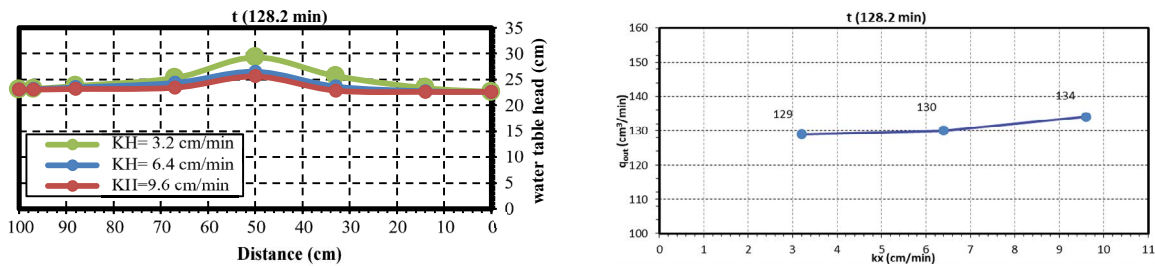 t (128.2 min)
35
30
25
20
15
10
5
0
water table head (cm)
KH= 3.2 cm/min
KH= 6.4 cm/min
KH=9.6 cm/min
100 90 80 70 60 50 40 30 20 10 0
Distance (cm)
t (128.2 min)
160
150
140
130
120
110
100
qout (cm³/min)
129
130
134
0 1 2 3 4 5 6 7 8 9 10 11
kx (cm/min)